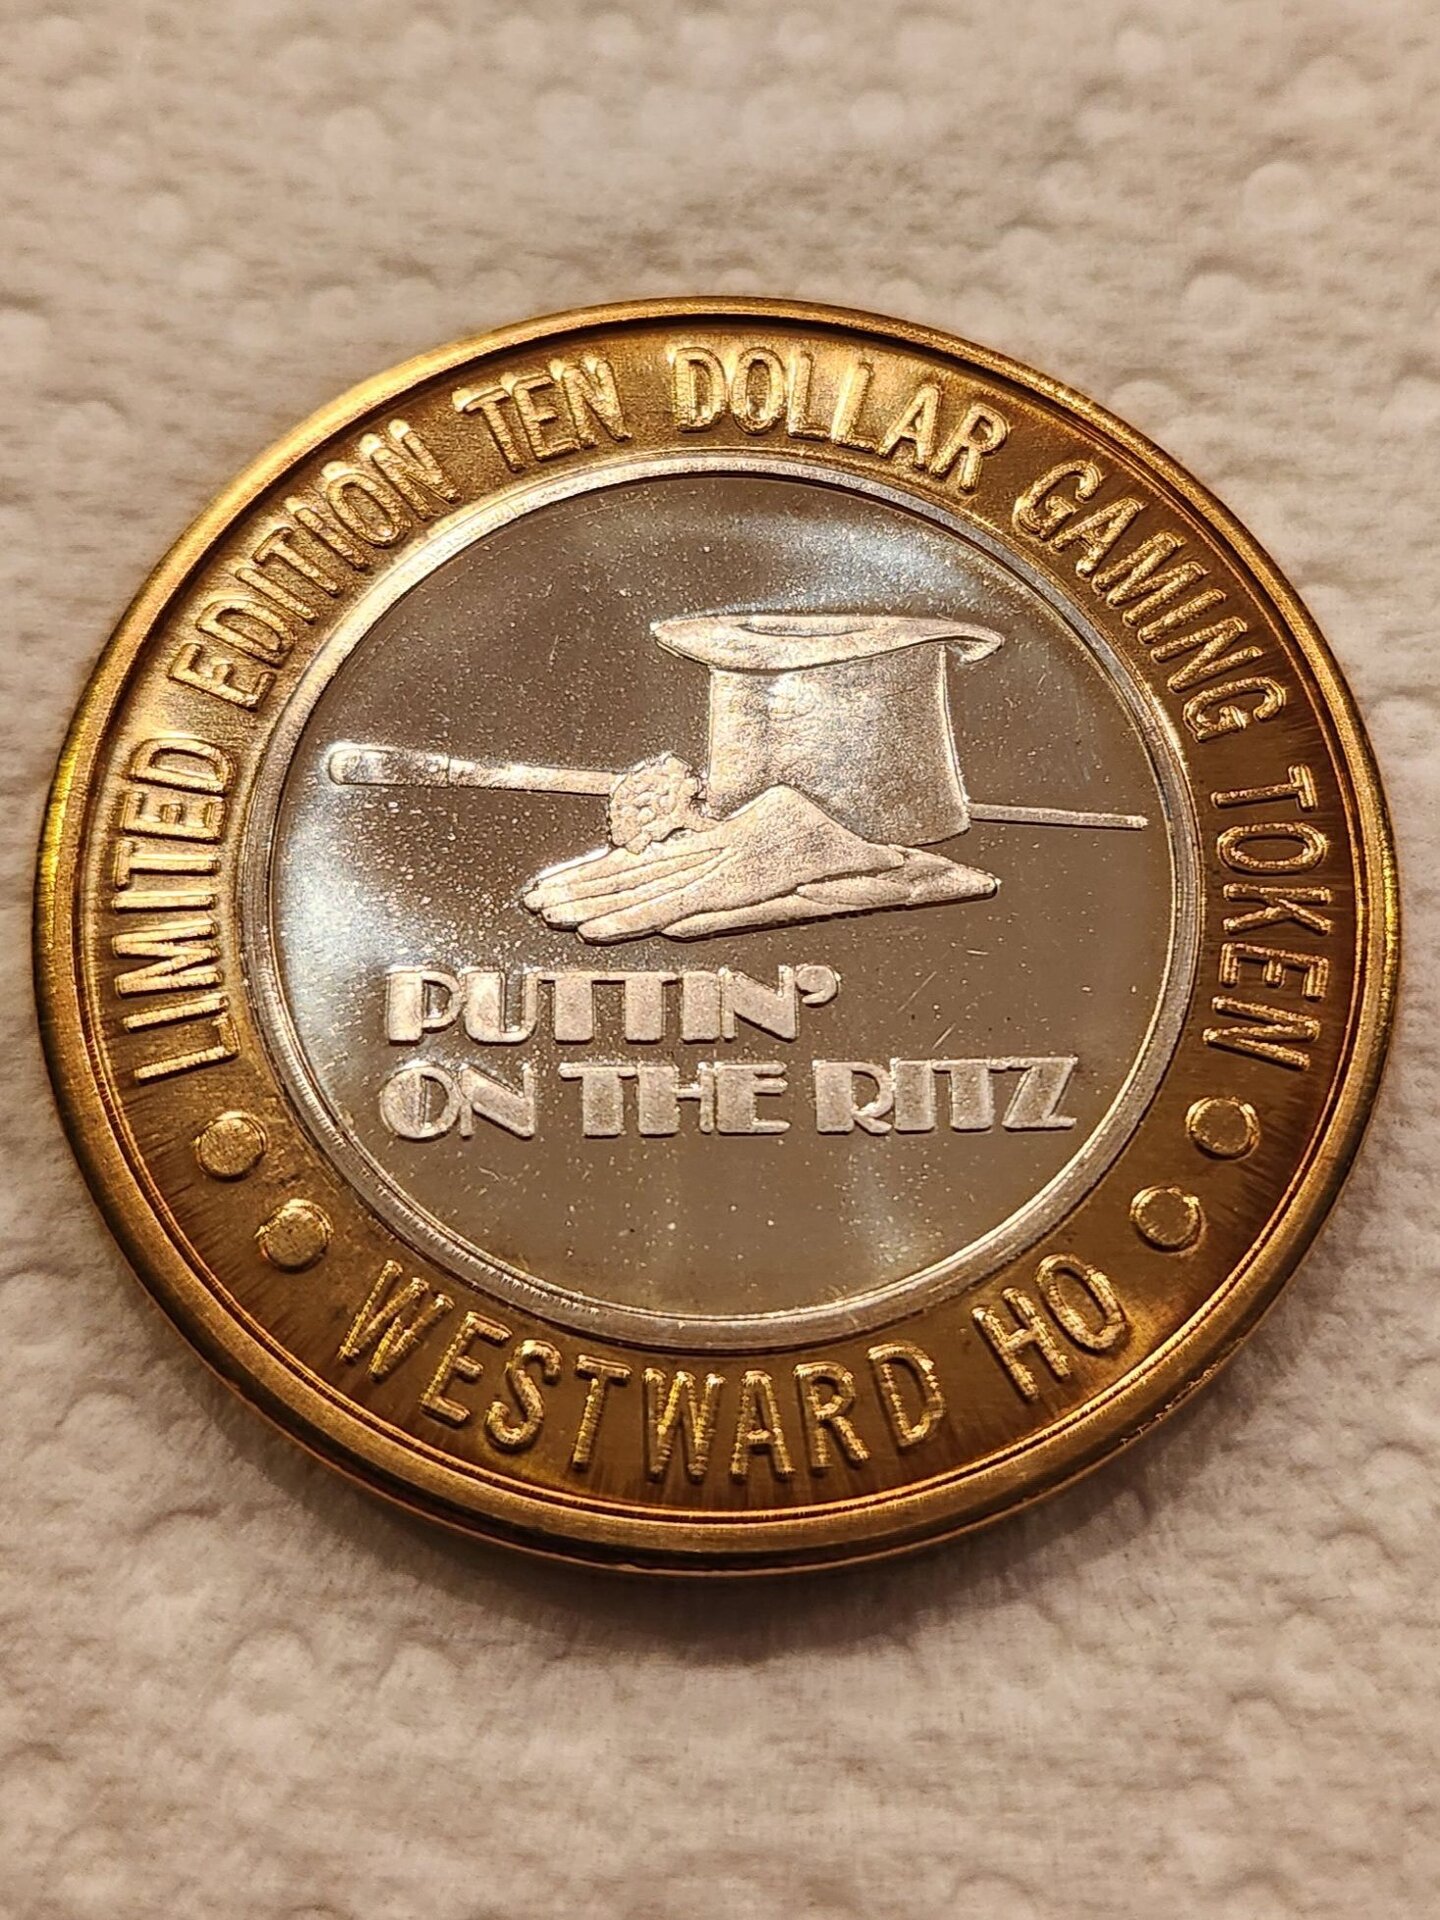 LIMITED EDITION TEN DOLLAR GAMING TOKEN
PUTTIN'
ON THE RITZ
WESTWARD HO